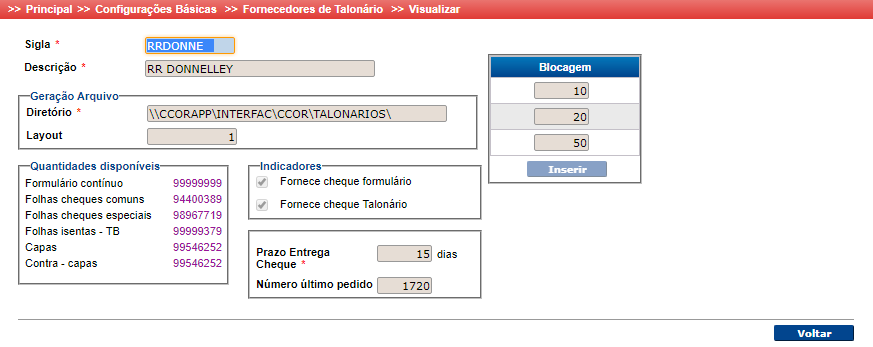 >> Principal >> Configurações Básicas >> Fornecedores de Talonário >> Visualizar
Sigla * RRDONNE
Descrição * RR DONNELLEY
Geração Arquivo
Diretório * \\CCORAPP\INTERFAC\CCOR\TALONARIOS\
Layout 1
Blocagem
10
20
50
Inserir
Quantidades disponíveis
Formulário contínuo 99999999
Folhas cheques comuns 94400389
Folhas cheques especiais 98967719
Folhas isentas - TB 99999379
Capas 99546252
Contra - capas 99546252
Indicadores
Fornece cheque formulário
Fornece cheque Talonário
Prazo Entrega
Cheque * 15 dias
Número último pedido 1720
Voltar